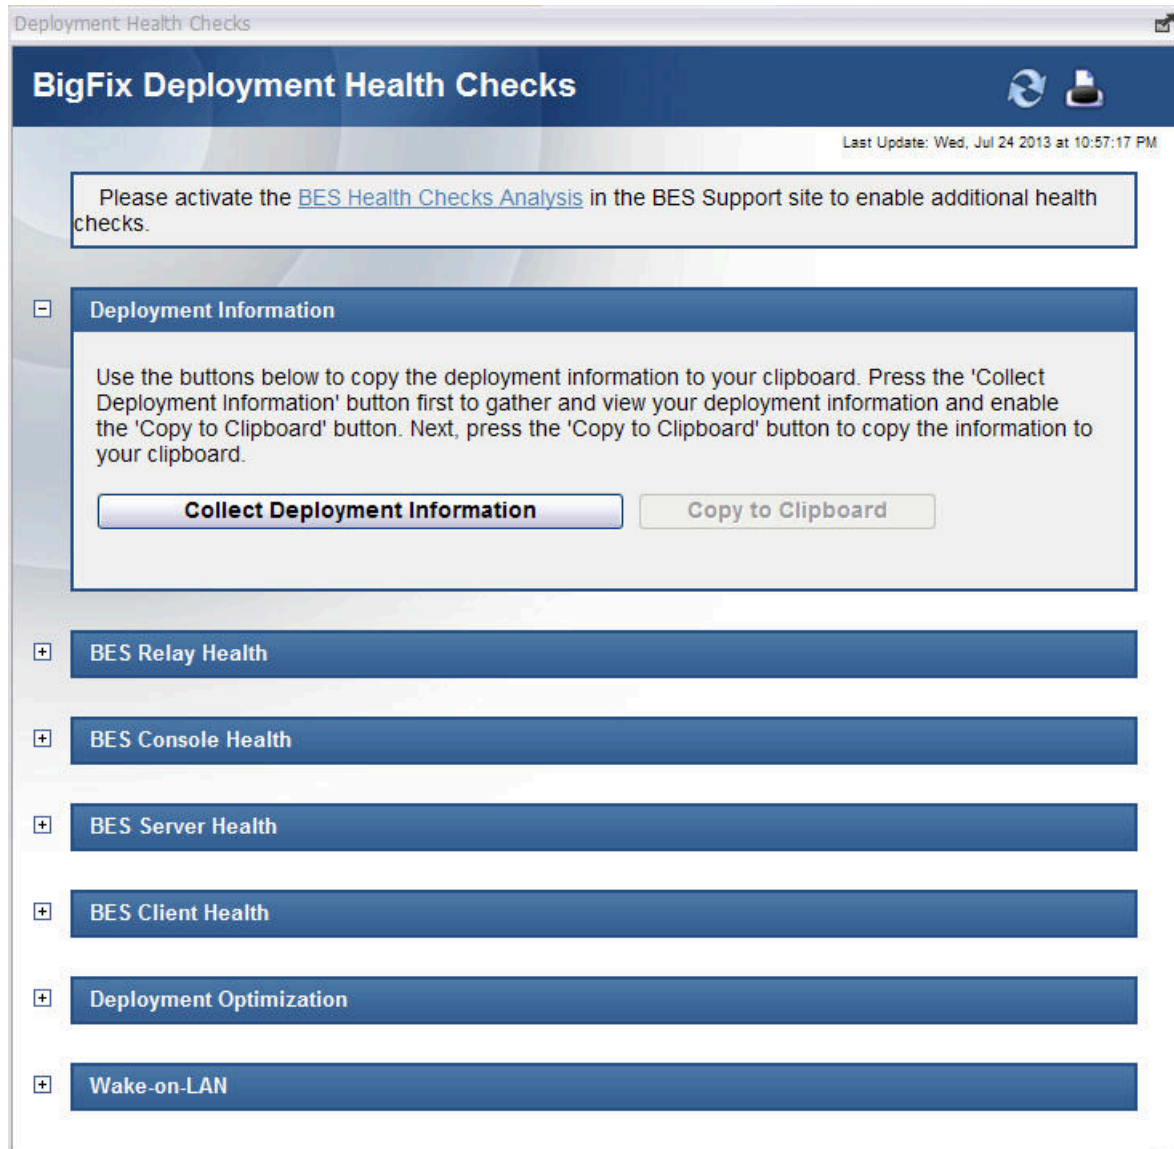 Deployment Health Checks
BigFix Deployment Health Checks
Last Update: Wed, Jul 24 2013 at 10:57:17 PM
Please activate the BES Health Checks Analysis in the BES Support site to enable additional health
checks.
Deployment Information
Use the buttons below to copy the deployment information to your clipboard. Press the 'Collect
Deployment Information' button first to gather and view your deployment information and enable
the 'Copy to Clipboard' button. Next, press the 'Copy to Clipboard' button to copy the information to
your clipboard.
Collect Deployment Information Copy to Clipboard
BES Relay Health
BES Console Health
BES Server Health
BES Client Health
Deployment Optimization
Wake-on-LAN